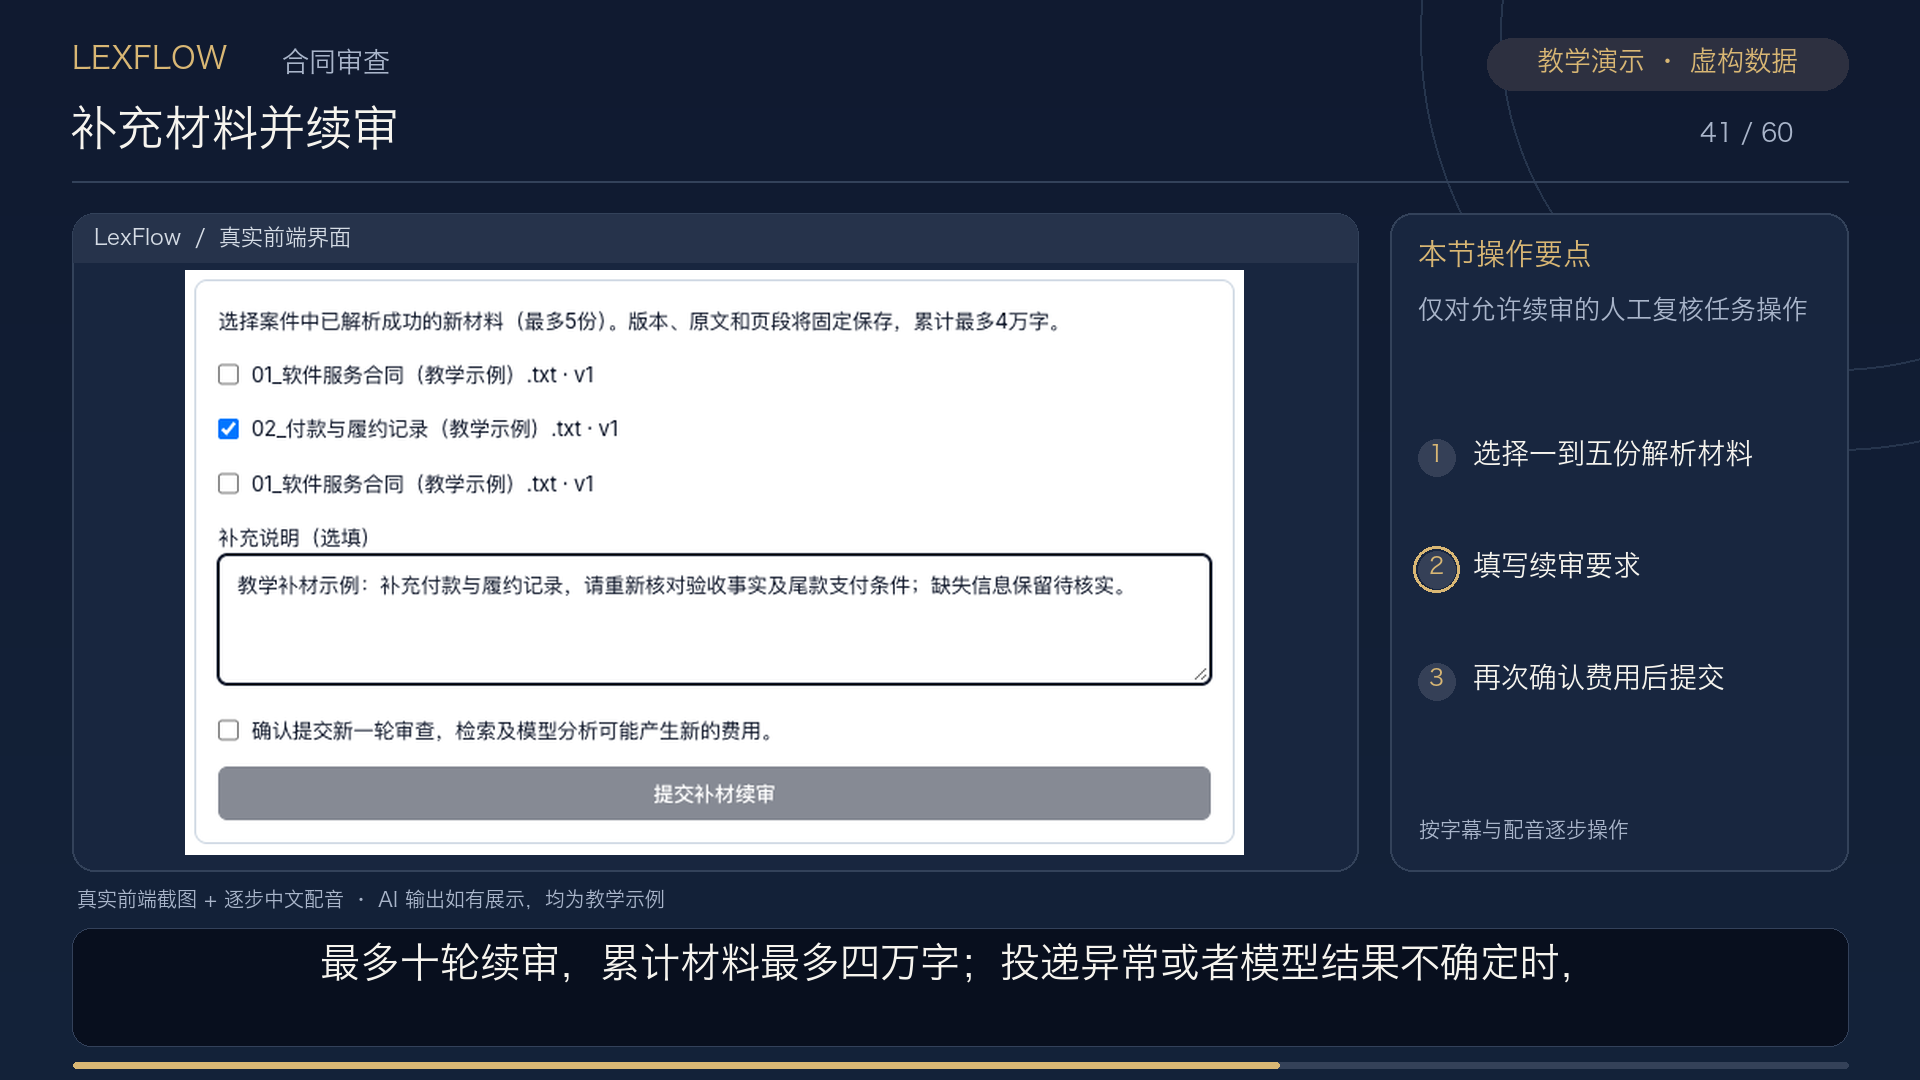 LEXFLOW 合同审查
教学演示 · 虚构数据
补充材料并续审
41 / 60
LexFlow / 真实前端界面
选择案件中已解析成功的新材料（最多5份）。版本、原文和页段将固定保存，累计最多4万字。
01_软件服务合同（教学示例）.txt · v1
02_付款与履约记录（教学示例）.txt · v1
01_软件服务合同（教学示例）.txt · v1
补充说明（选填）
教学补材示例：补充付款与履约记录，请重新核对验收事实及尾款支付条件；缺失信息保留待核实。
确认提交新一轮审查，检索及模型分析可能产生新的费用。
提交补材续审
本节操作要点
仅对允许续审的人工复核任务操作
1 选择一到五份解析材料
2 填写续审要求
3 再次确认费用后提交
按字幕与配音逐步操作
真实前端截图 + 逐步中文配音 · AI 输出如有展示，均为教学示例
最多十轮续审，累计材料最多四万字；投递异常或者模型结果不确定时，